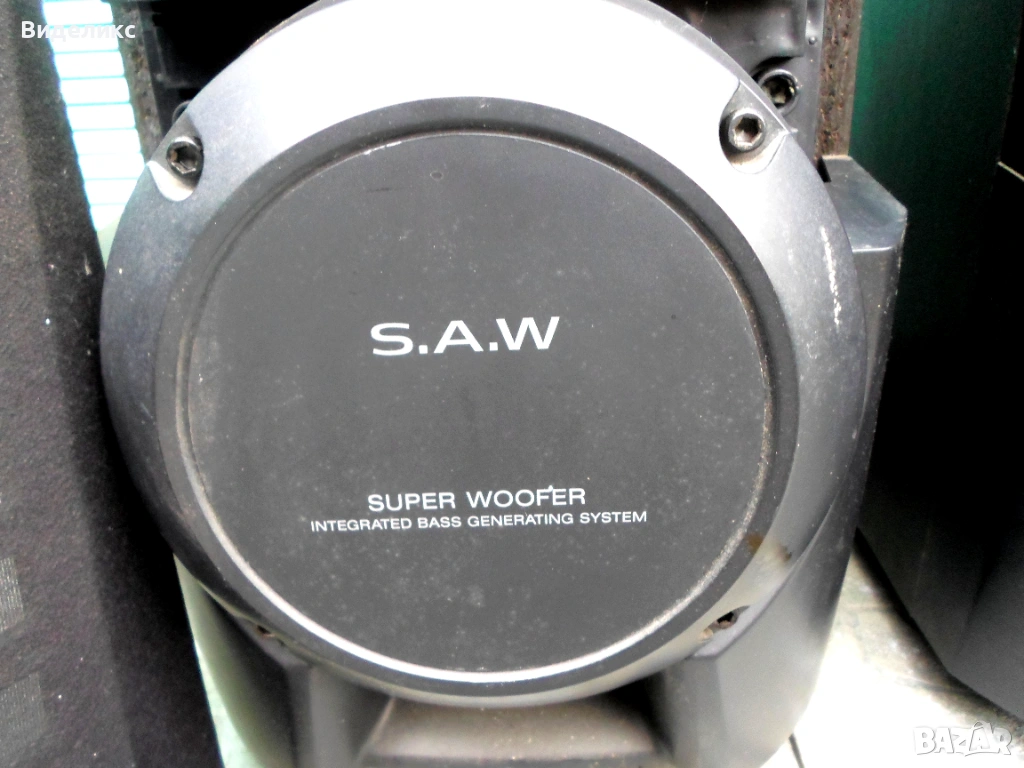 Виделикс
S.A.W
SUPER WOOFER
INTEGRATED BASS GENERATING SYSTEM
BAZAR